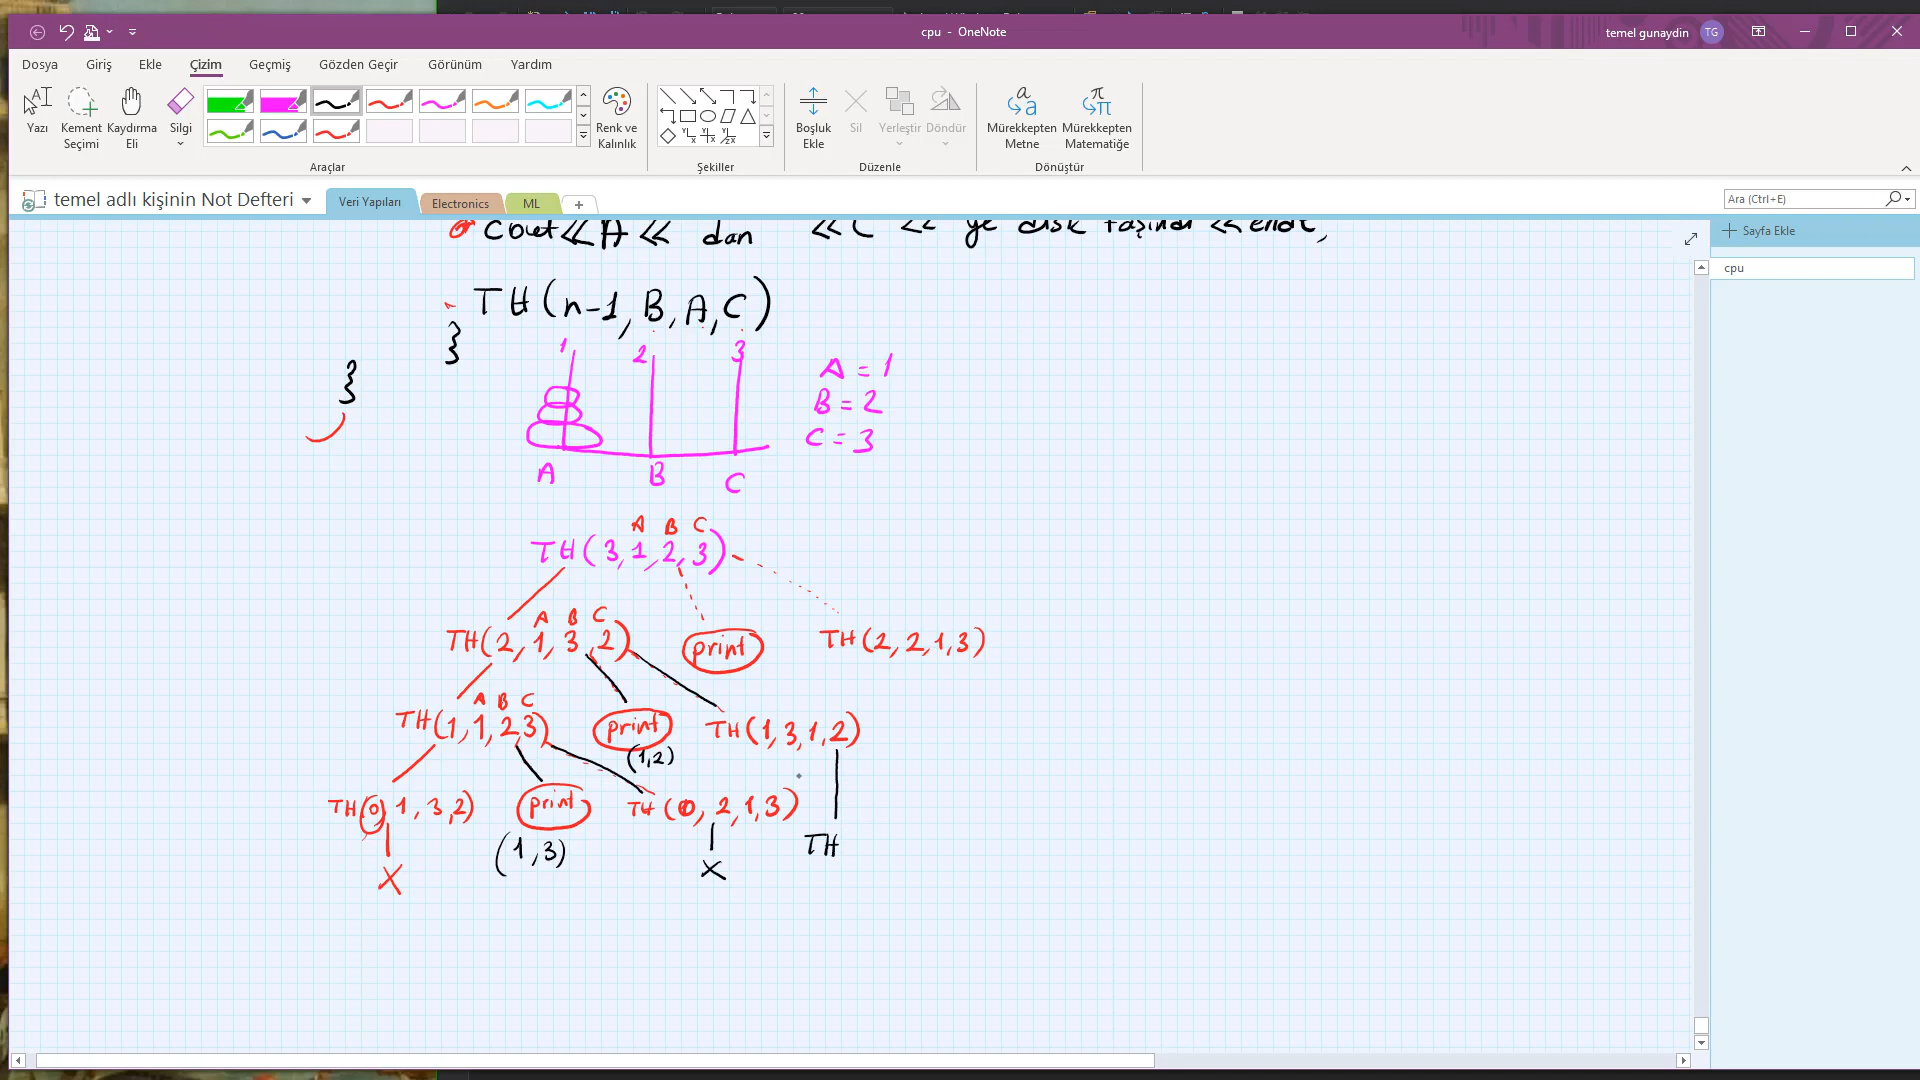 cpu - OneNote
temel gunaydin TG
Dosya Giriş Ekle Çizim Geçmiş Gözden Geçir Görünüm Yardım
Yazı
Kement Seçimi
Kaydırma Eli
Silgi
Renk ve Kalınlık
Boşluk Ekle
Sil
Yerleştir
Döndür
Mürekkepten Metne
Mürekkepten Matematiğe
Araçlar
Şekiller
Düzenle
Dönüştür
temel adlı kişinin Not Defteri
Veri Yapıları
Electronics
ML
Ara (Ctrl+E)
Sayfa Ekle
cpu
cout << A << dan << C << ye disk taşındı << endl;
TH(n-1, B, A, C)
}
}
1 2 3
A = 1
B = 2
C = 3
A B C
A B C
TH(3,1,2,3)
A B C
TH(2,1,3,2) print TH(2,2,1,3)
A B C
TH(1,1,2,3) print TH(1,3,1,2)
(1,2)
TH(0,1,3,2) print TH(0,2,1,3)
(1,3) TH
X X